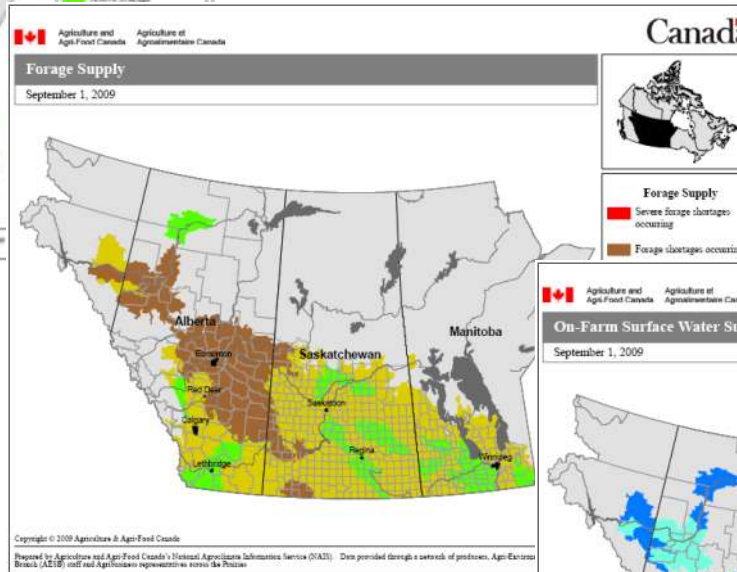 Agriculture and Agri-Food Canada
Agriculture et Agroalimentaire Canada
Canada
Forage Supply
September 1, 2009
Forage Supply
Severe forage shortages occurring
Forage shortages occurring
Alberta
Edmonton
Red Deer
Calgary
Lethbridge
Saskatchewan
Saskatoon
Regina
Manitoba
Winnipeg
Copyright © 2009 Agriculture & Agri-Food Canada
Prepared by Agriculture and Agri-Food Canada's National Agroclimate Information Service (NAIS). Data provided through a network of producers, Agri-Environ
Branch (AESB) staff and Agribusiness representatives across the Prairies
Agriculture and Agri-Food Canada
Agriculture et Agroalimentaire Ca
On-Farm Surface Water Su
September 1, 2009